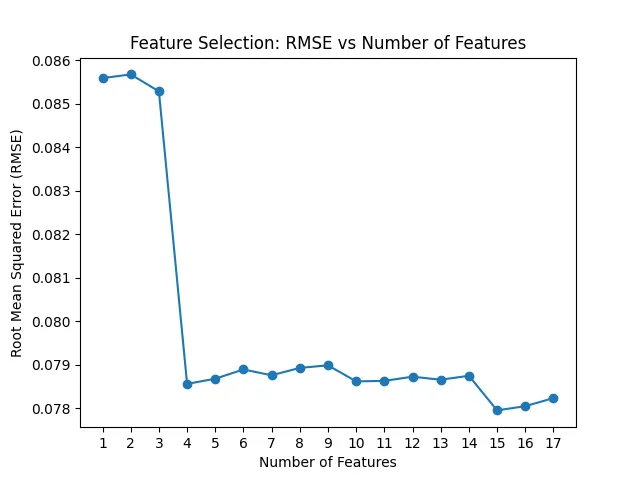 Feature Selection: RMSE vs Number of Features
Root Mean Squared Error (RMSE)
0.086
0.085
0.084
0.083
0.082
0.081
0.080
0.079
0.078
1 2 3 4 5 6 7 8 9 10 11 12 13 14 15 16 17
Number of Features